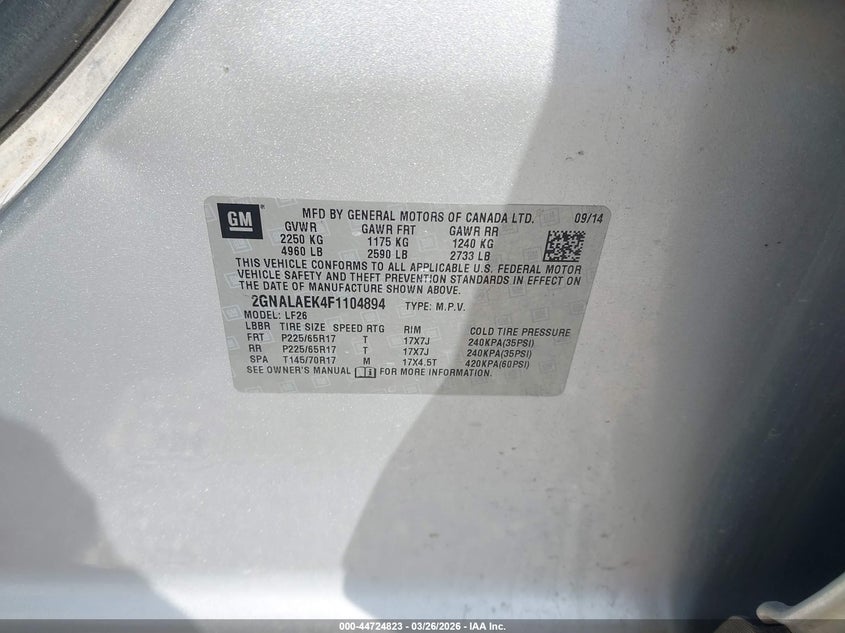 GM
MFD BY GENERAL MOTORS OF CANADA LTD. 09/14
GVWR GAWR FRT GAWR RR
2250 KG 1175 KG 1240 KG
4960 LB 2590 LB 2733 LB
THIS VEHICLE CONFORMS TO ALL APPLICABLE U.S. FEDERAL MOTOR
VEHICLE SAFETY AND THEFT PREVENTION STANDARDS IN EFFECT ON
THE DATE OF MANUFACTURE SHOWN ABOVE.
2GNALAEK4F1104894 TYPE: M.P.V.
MODEL: LF26
LBBR TIRE SIZE SPEED RTG RIM COLD TIRE PRESSURE
FRT P225/65R17 T 17X7J 240KPA(35PSI)
RR P225/65R17 T 17X7J 240KPA(35PSI)
SPA T145/70R17 M 17X4.5T 420KPA(60PSI)
SEE OWNER'S MANUAL FOR MORE INFORMATION.
000-44724823 | 03/26/2026 | IAA Inc.